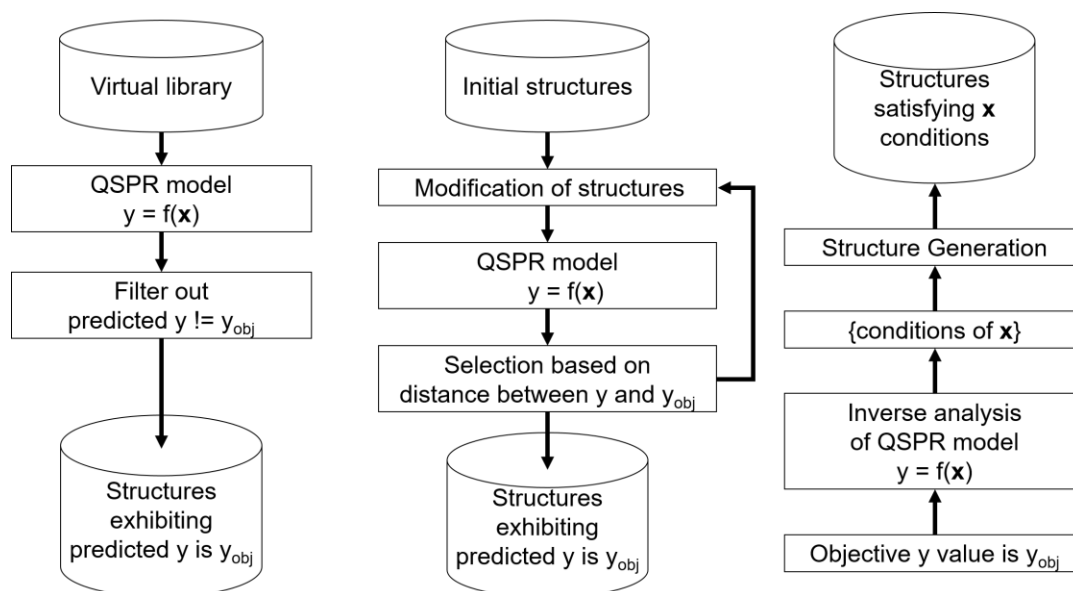 Virtual library
QSPR model
y = f(x)
Filter out
predicted y != yobj
Structures
exhibiting
predicted y is yobj
Initial structures
Modification of structures
QSPR model
y = f(x)
Selection based on
distance between y and yobj
Structures
exhibiting
predicted y is yobj
Structures
satisfying x
conditions
Structure Generation
{conditions of x}
Inverse analysis
of QSPR model
y = f(x)
Objective y value is yobj